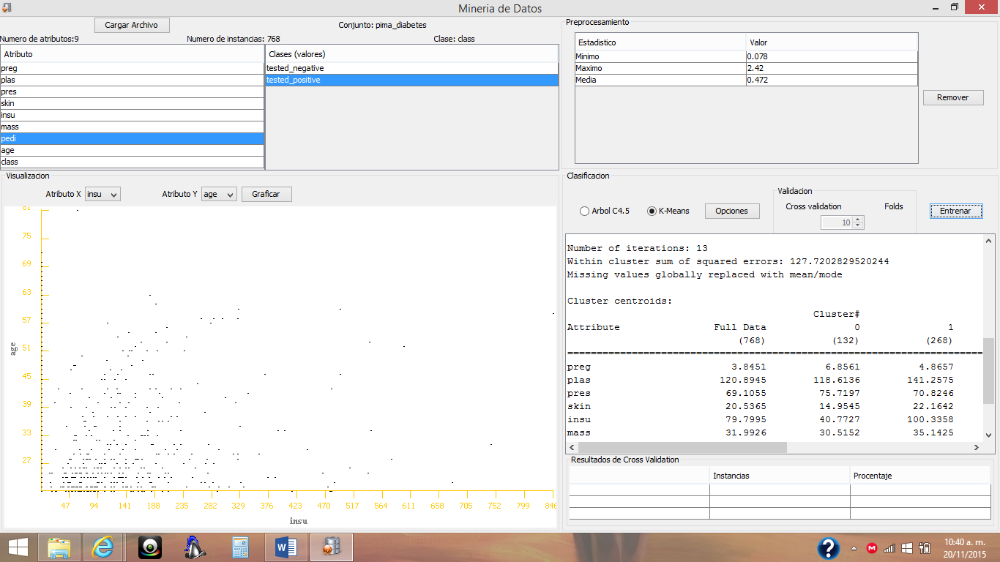 Mineria de Datos
Cargar Archivo
Conjunto: pima_diabetes
Numero de atributos:9
Numero de instancias: 768
Clase: class
Atributo
preg
plas
pres
skin
insu
mass
pedi
age
class
Clases (valores)
tested_negative
tested_positive
Preprocesamiento
Estadistico Valor
Minimo 0.078
Maximo 2.42
Media 0.472
Remover
Visualizacion
Atributo X insu
Atributo Y age
Graficar
81
75
69
63
57
51
45
39
33
27
age
47 94 141 188 235 282 329 376 423 470 517 564 611 658 705 752 799 846
insu
Clasificacion
Arbol C4.5
K-Means
Opciones
Validacion
Cross validation Folds
10
Entrenar
Number of iterations: 13
Within cluster sum of squared errors: 127.7202829520244
Missing values globally replaced with mean/mode
Cluster centroids:
Cluster#
Attribute Full Data 0 1
(768) (132) (268)
==========================================================================
preg 3.8451 6.8561 4.8657
plas 120.8945 118.6136 141.2575
pres 69.1055 75.7197 70.8246
skin 20.5365 14.9545 22.1642
insu 79.7995 40.7727 100.3358
mass 31.9926 30.5152 35.1425
Resultados de Cross Validation
Instancias Porcentaje
10:40 a. m.
20/11/2015